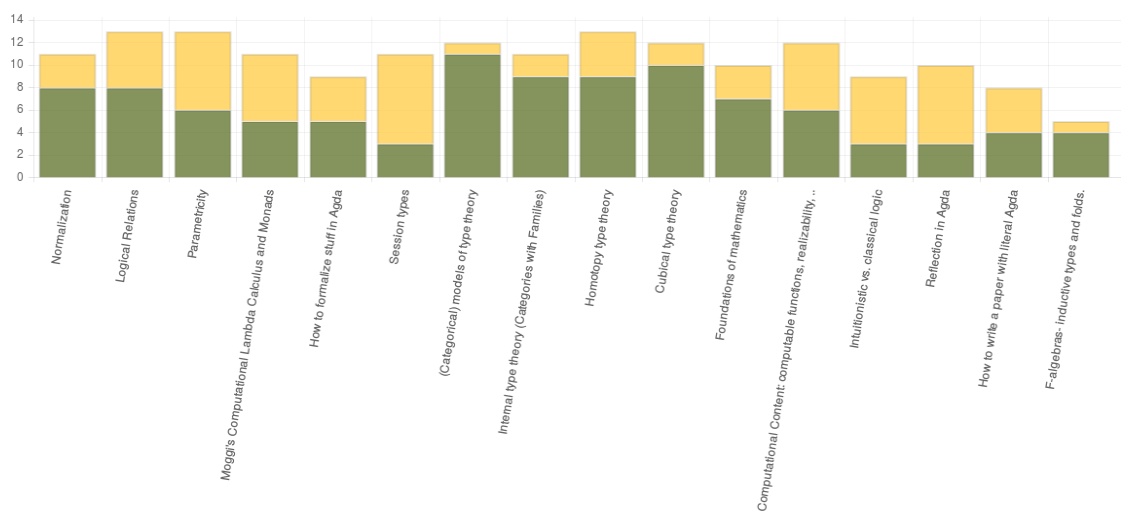 14
12
10
8
6
4
2
0
Normalization
Logical Relations
Parametricity
Moggi's Computational Lambda Calculus and Monads
How to formalize stuff in Agda
Session types
(Categorical) models of type theory
Internal type theory (Categories with Families)
Homotopy type theory
Cubical type theory
Foundations of mathematics
Computational Content: computable functions, realizability, ..
Intuitionistic vs. classical logic
Reflection in Agda
How to write a paper with literal Agda
F-algebras- inductive types and folds.